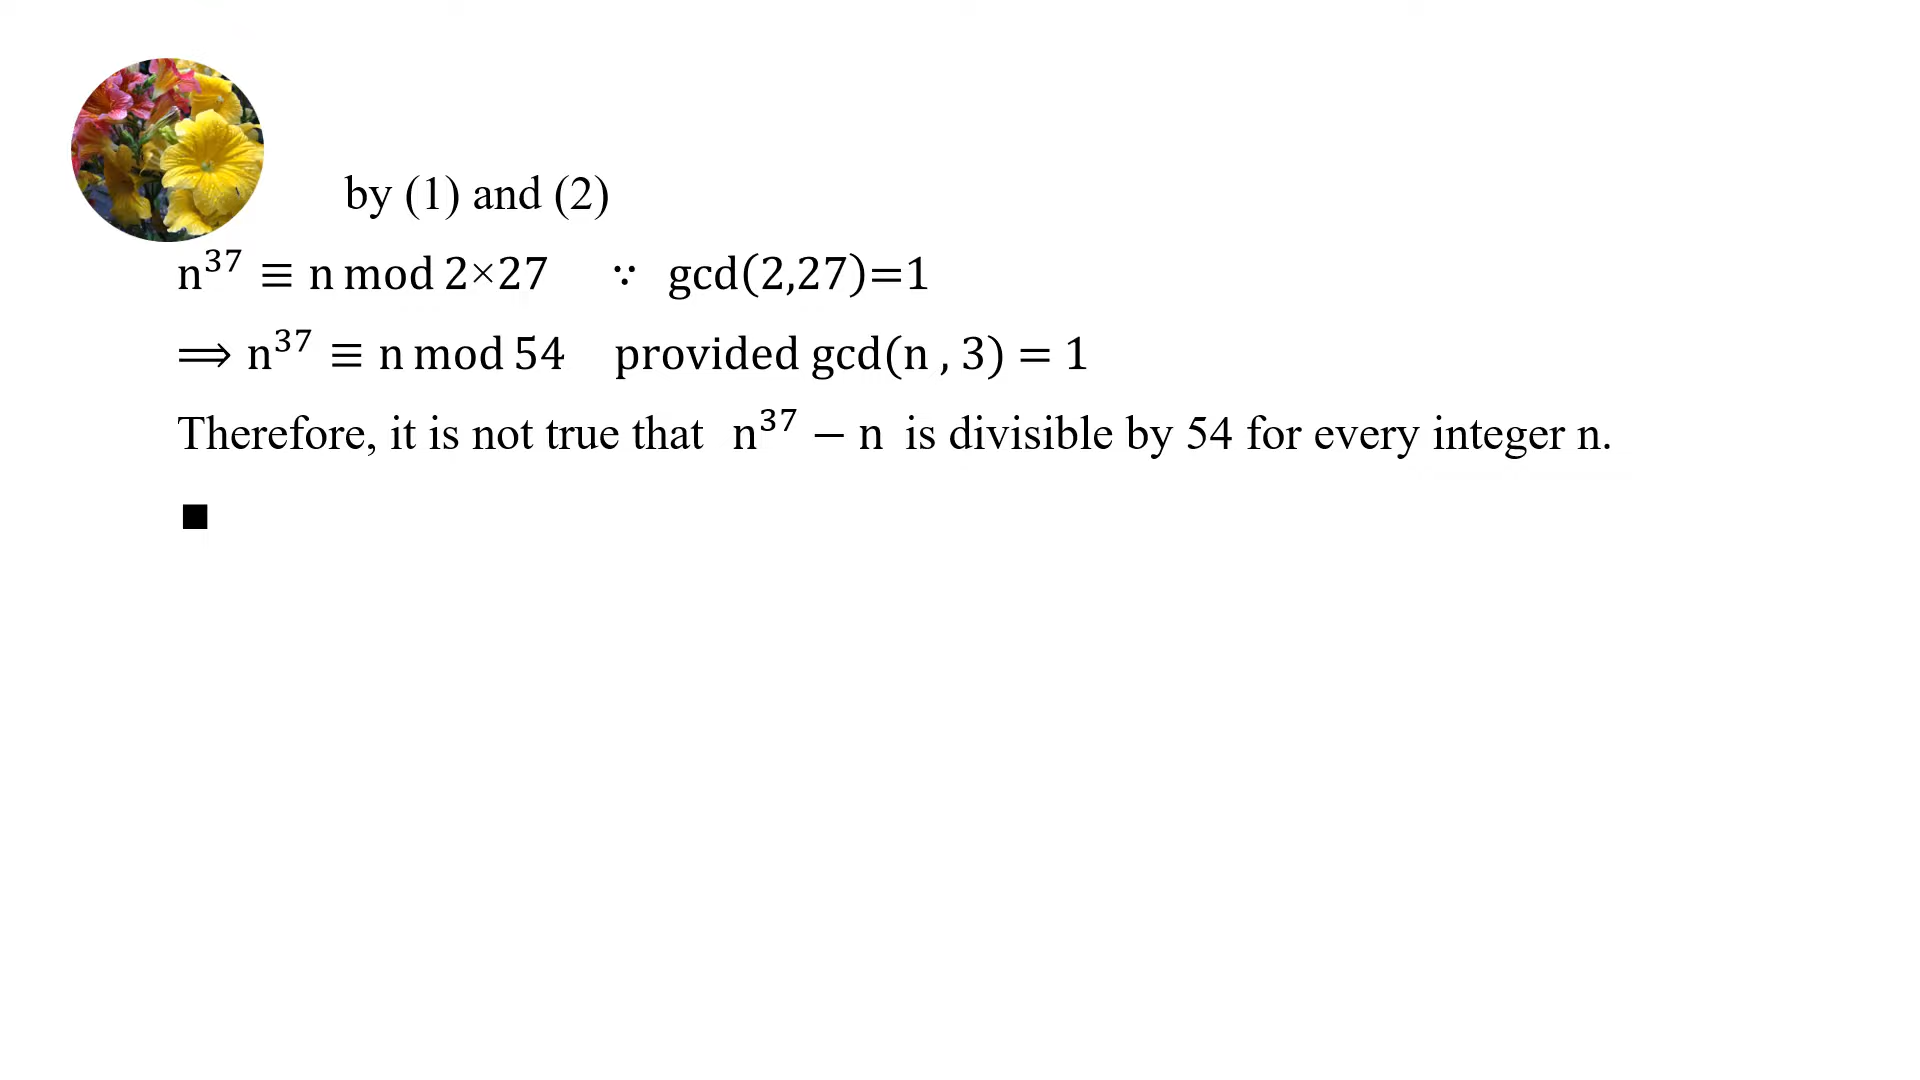 by (1) and (2)
n³⁷ ≡ n mod 2×27 ∵ gcd(2,27)=1
⟹ n³⁷ ≡ n mod 54 provided gcd(n , 3) = 1
Therefore, it is not true that n³⁷ − n is divisible by 54 for every integer n.
■